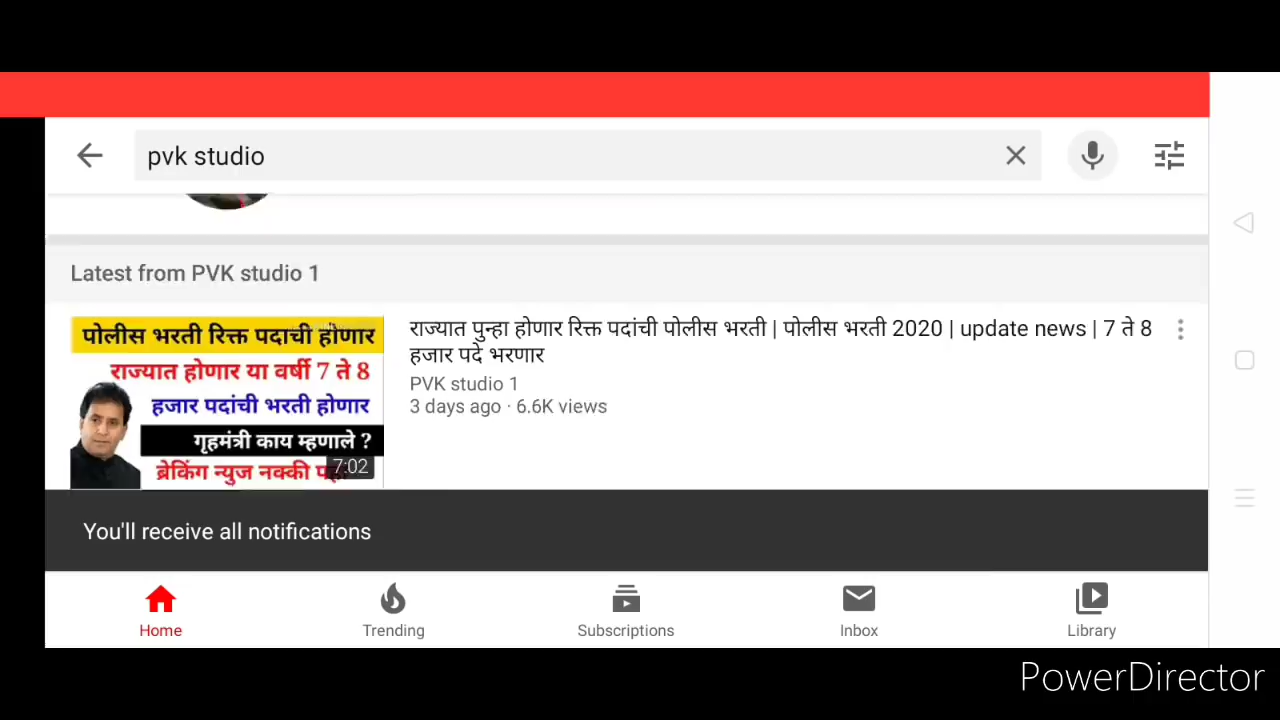 pvk studio
Latest from PVK studio 1
पोलीस भरती रिक्त पदाची होणार
राज्यात होणार या वर्षी 7 ते 8
हजार पदांची भरती होणार
गृहमंत्री काय म्हणाले ?
ब्रेकिंग न्युज नक्की
7:02
राज्यात पुन्हा होणार रिक्त पदांची पोलीस भरती | पोलीस भरती 2020 | update news | 7 ते 8
हजार पदे भरणार
PVK studio 1
3 days ago · 6.6K views
You'll receive all notifications
Home
Trending
Subscriptions
Inbox
Library
PowerDirector